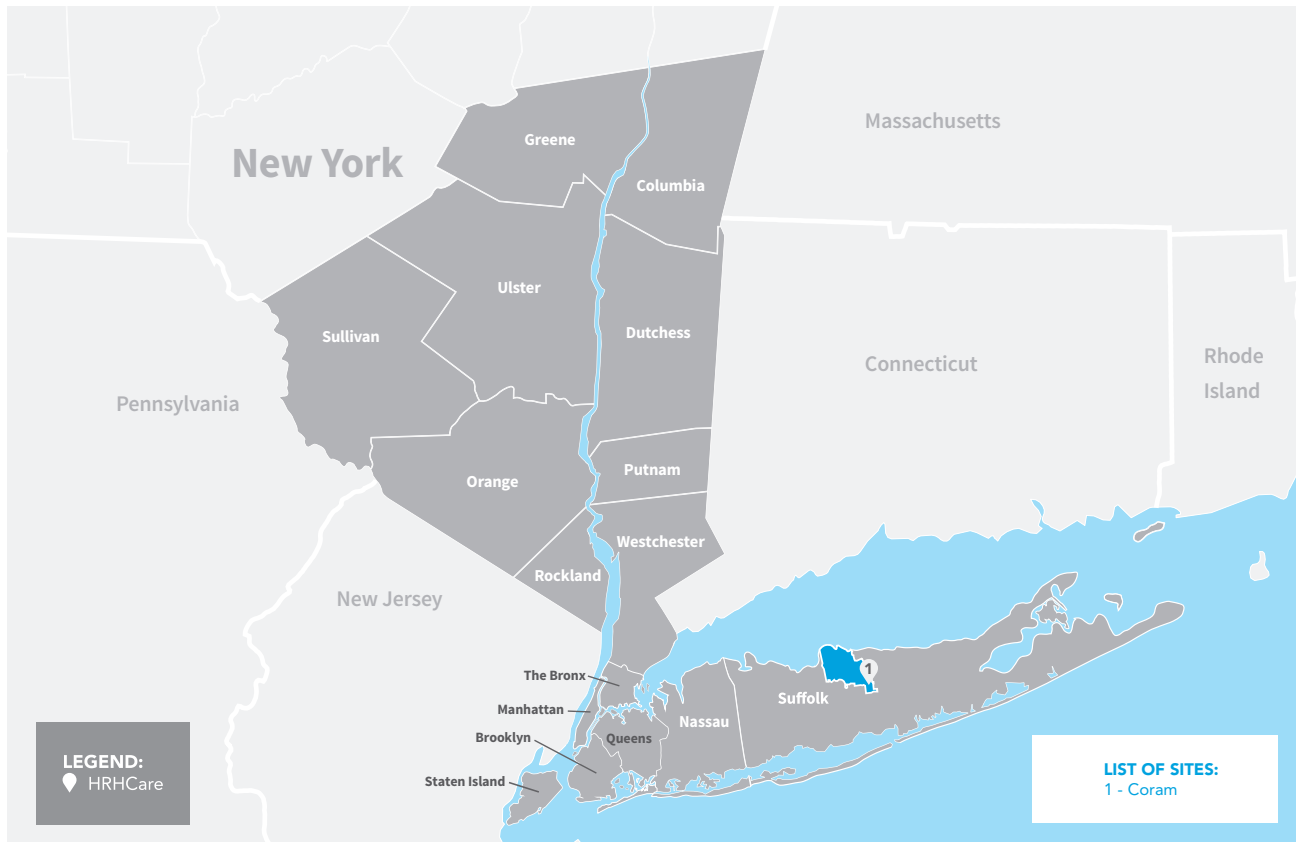 Massachusetts
Greene
New York
Columbia
Ulster
Sullivan
Dutchess
Connecticut
Rhode
Island
Pennsylvania
Putnam
Orange
Westchester
Rockland
New Jersey
1
The Bronx
Suffolk
Manhattan
Nassau
Brooklyn
Queens
Staten Island
LEGEND:
HRHCare
LIST OF SITES:
1 - Coram